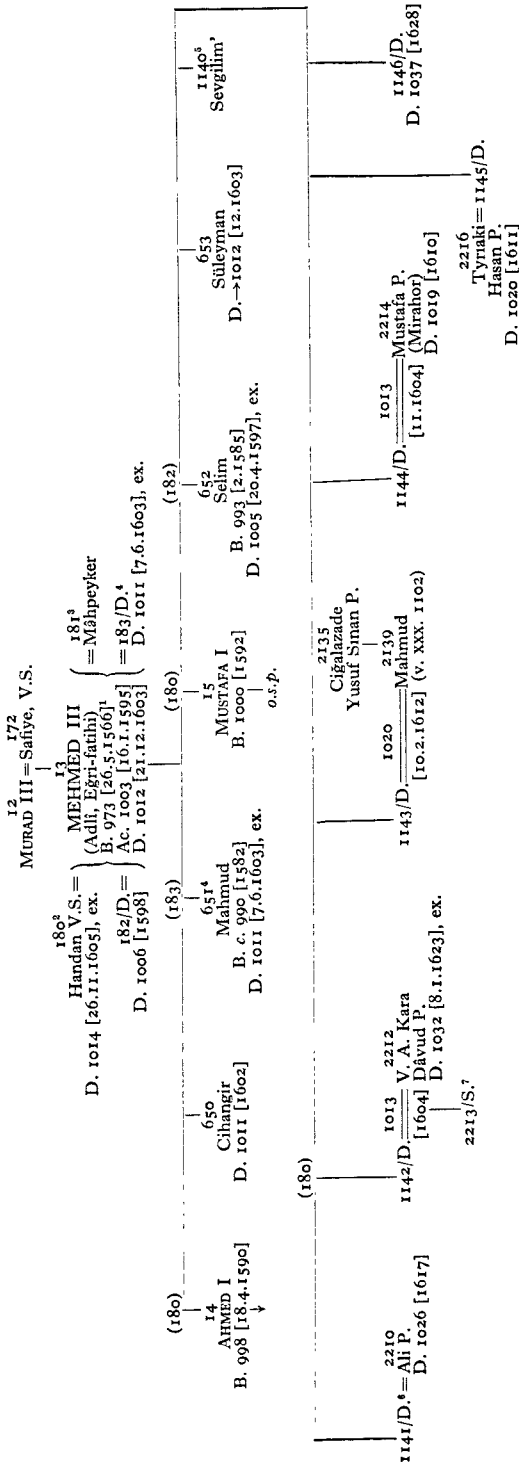 12 172
MURAD III = Safiye, V.S.
180² 13 181³
Handan V.S. = MEHMED III = Mâhpeyker
D. 1014 [26.11.1605], ex. (Adlî, Eğri-fatihi)
182/D. = B. 973 [26.5.1566]¹ = 183/D.⁴
D. 1006 [1598] Ac. 1003 [16.1.1595] D. 1011 [7.6.1603], ex.
D. 1012 [21.12.1603]
(180) (183) (180) (182)
14
AHMED I
B. 998 [18.4.1590]
↓
650
Cihangir
D. 1011 [1602]
651⁴
Mahmud
B. c. 990 [1582]
D. 1011 [7.6.1603], ex.
15
MUSTAFA I
B. 1000 [1592]
o.s.p.
652
Selim
B. 993 [2.1585]
D. 1005 [20.4.1597], ex.
653
Süleyman
D.→1012 [12.1603]
1140⁵
Sevgilim'
(180)
2210
1141/D.⁶ = Ali P.
D. 1026 [1617]
1013 2212
1142/D. = V. A. Kara
[1604] Dâvud P.
D. 1032 [8.1.1623], ex.
2213/S.⁷
2135
Ciğalazade
Yusuf Sınan P.
1020 2139
1143/D. = Mahmud
[10.2.1612] (v. xxx. 1102)
1013 2214
1144/D. = Mustafa P.
[11.1604] (Mirahor)
D. 1019 [1610]
2216
Tyriaki = 1145/D.
Hasan P.
D. 1020 [1611]
1146/D.
D. 1037 [1628]